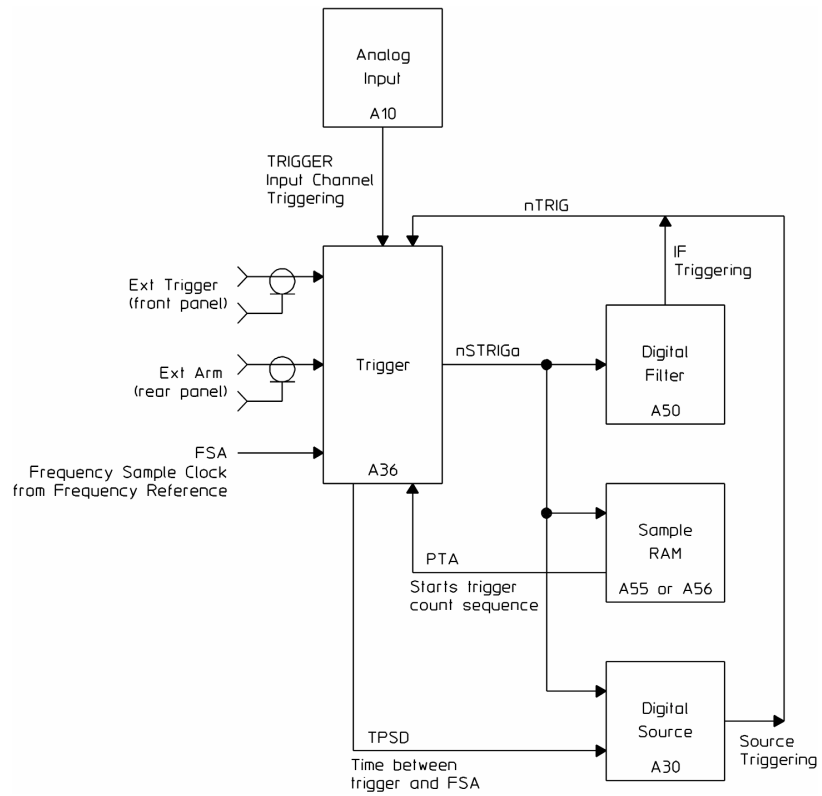 Analog
Input
A10
TRIGGER
Input Channel
Triggering
nTRIG
IF
Triggering
Ext Trigger
(front panel)
nSTRIGa
Ext Arm
(rear panel)
Trigger
A36
Digital
Filter
A50
FSA
Frequency Sample Clock
from Frequency Reference
Sample
RAM
A55 or A56
PTA
Starts trigger
count sequence
Digital
Source
A30
TPSD
Time between
trigger and FSA
Source
Triggering